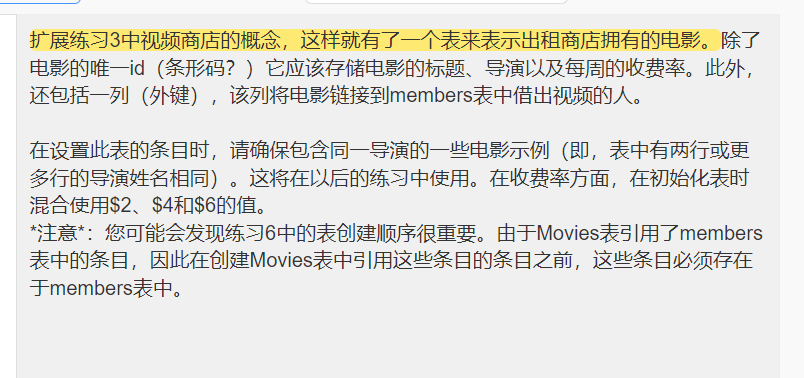 扩展练习3中视频商店的概念，这样就有了一个表来表示出租商店拥有的电影。除了
电影的唯一id（条形码？）它应该存储电影的标题、导演以及每周的收费率。此外，
还包括一列（外键），该列将电影链接到members表中借出视频的人。
在设置此表的条目时，请确保包含同一导演的一些电影示例（即，表中有两行或更
多行的导演姓名相同）。这将在以后的练习中使用。在收费率方面，在初始化表时
混合使用$2、$4和$6的值。
*注意*：您可能会发现练习6中的表创建顺序很重要。由于Movies表引用了members
表中的条目，因此在创建Movies表中引用这些条目的条目之前，这些条目必须存在
于members表中。